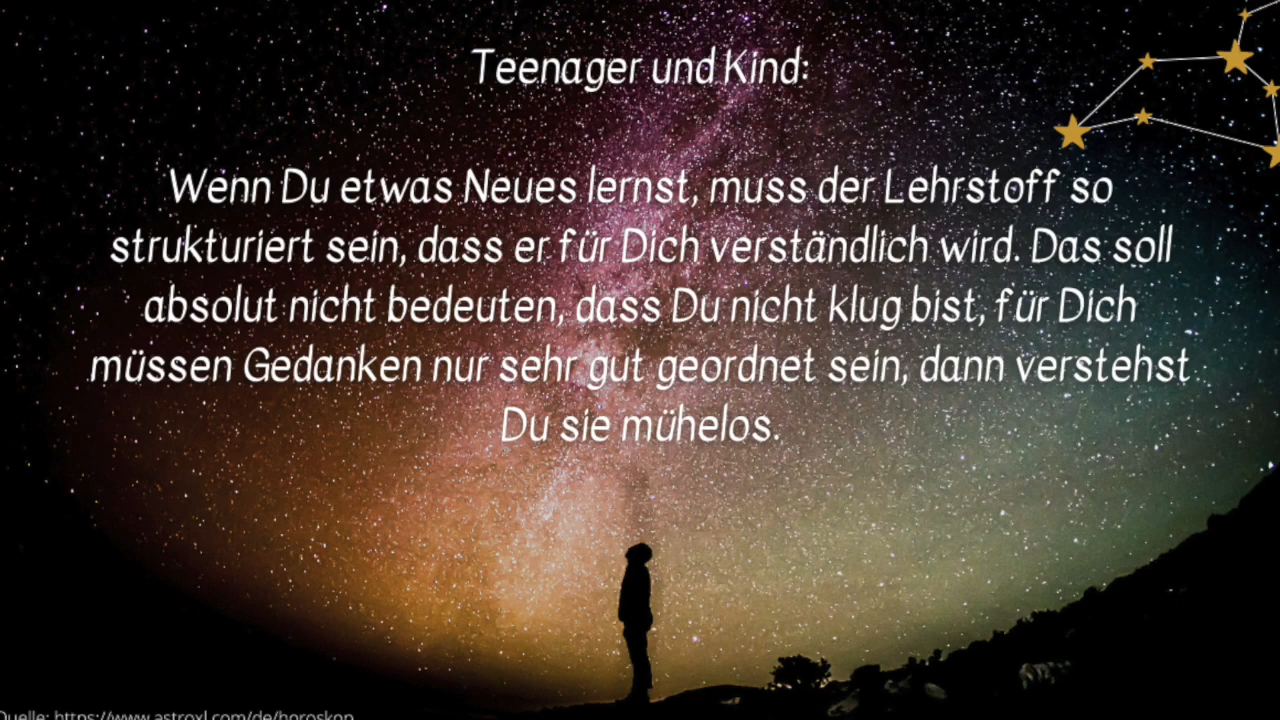 Teenager und Kind:
Wenn Du etwas Neues lernst, muss der Lehrstoff so
strukturiert sein, dass er für Dich verständlich wird. Das soll
absolut nicht bedeuten, dass Du nicht klug bist, für Dich
müssen Gedanken nur sehr gut geordnet sein, dann verstehst
Du sie mühelos.
Quelle: https://www.astroxl.com/de/horoskop